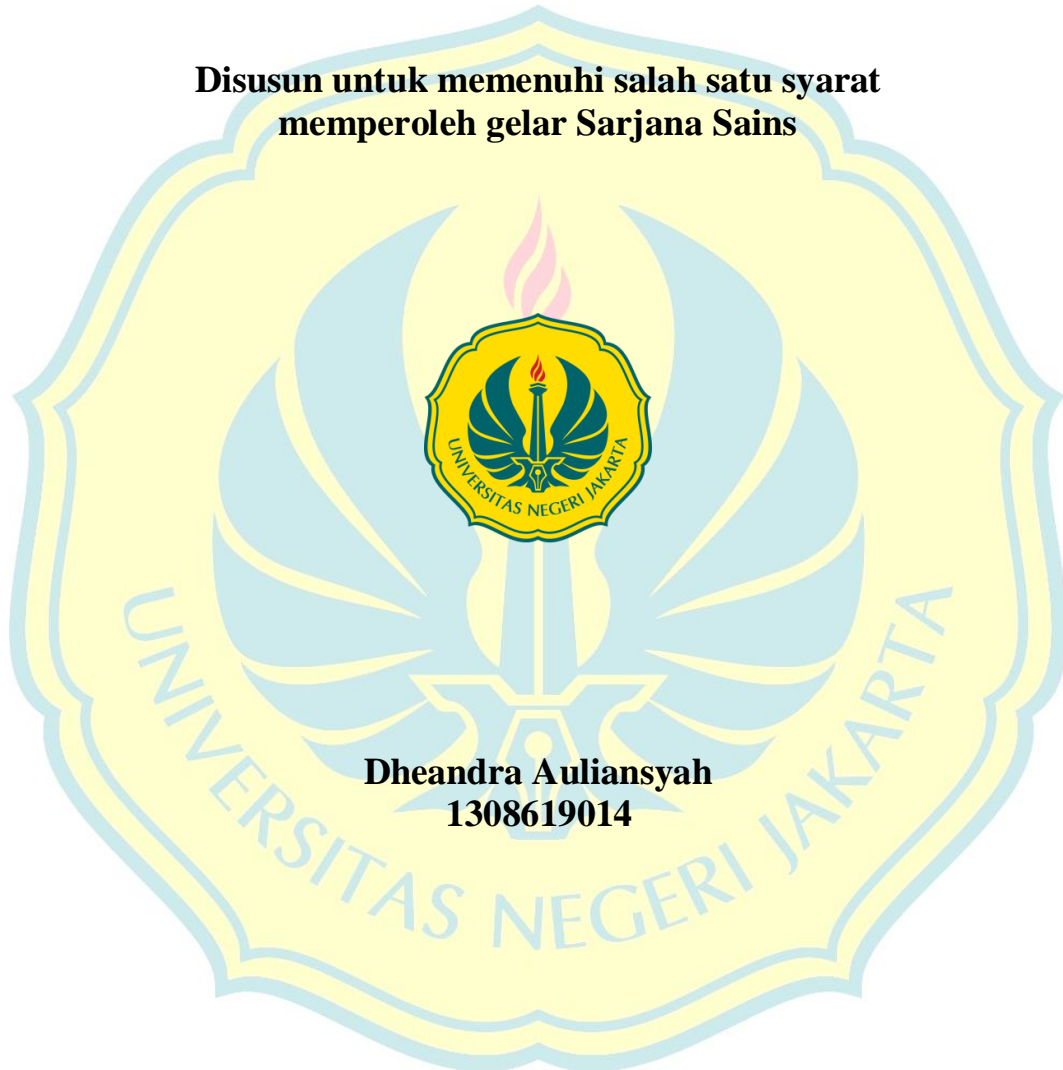 Disusun untuk memenuhi salah satu syarat
memperoleh gelar Sarjana Sains
UNIVERSITAS NEGERI JAKARTA
Dheandra Auliansyah
1308619014
UNIVERSITAS NEGERI JAKARTA